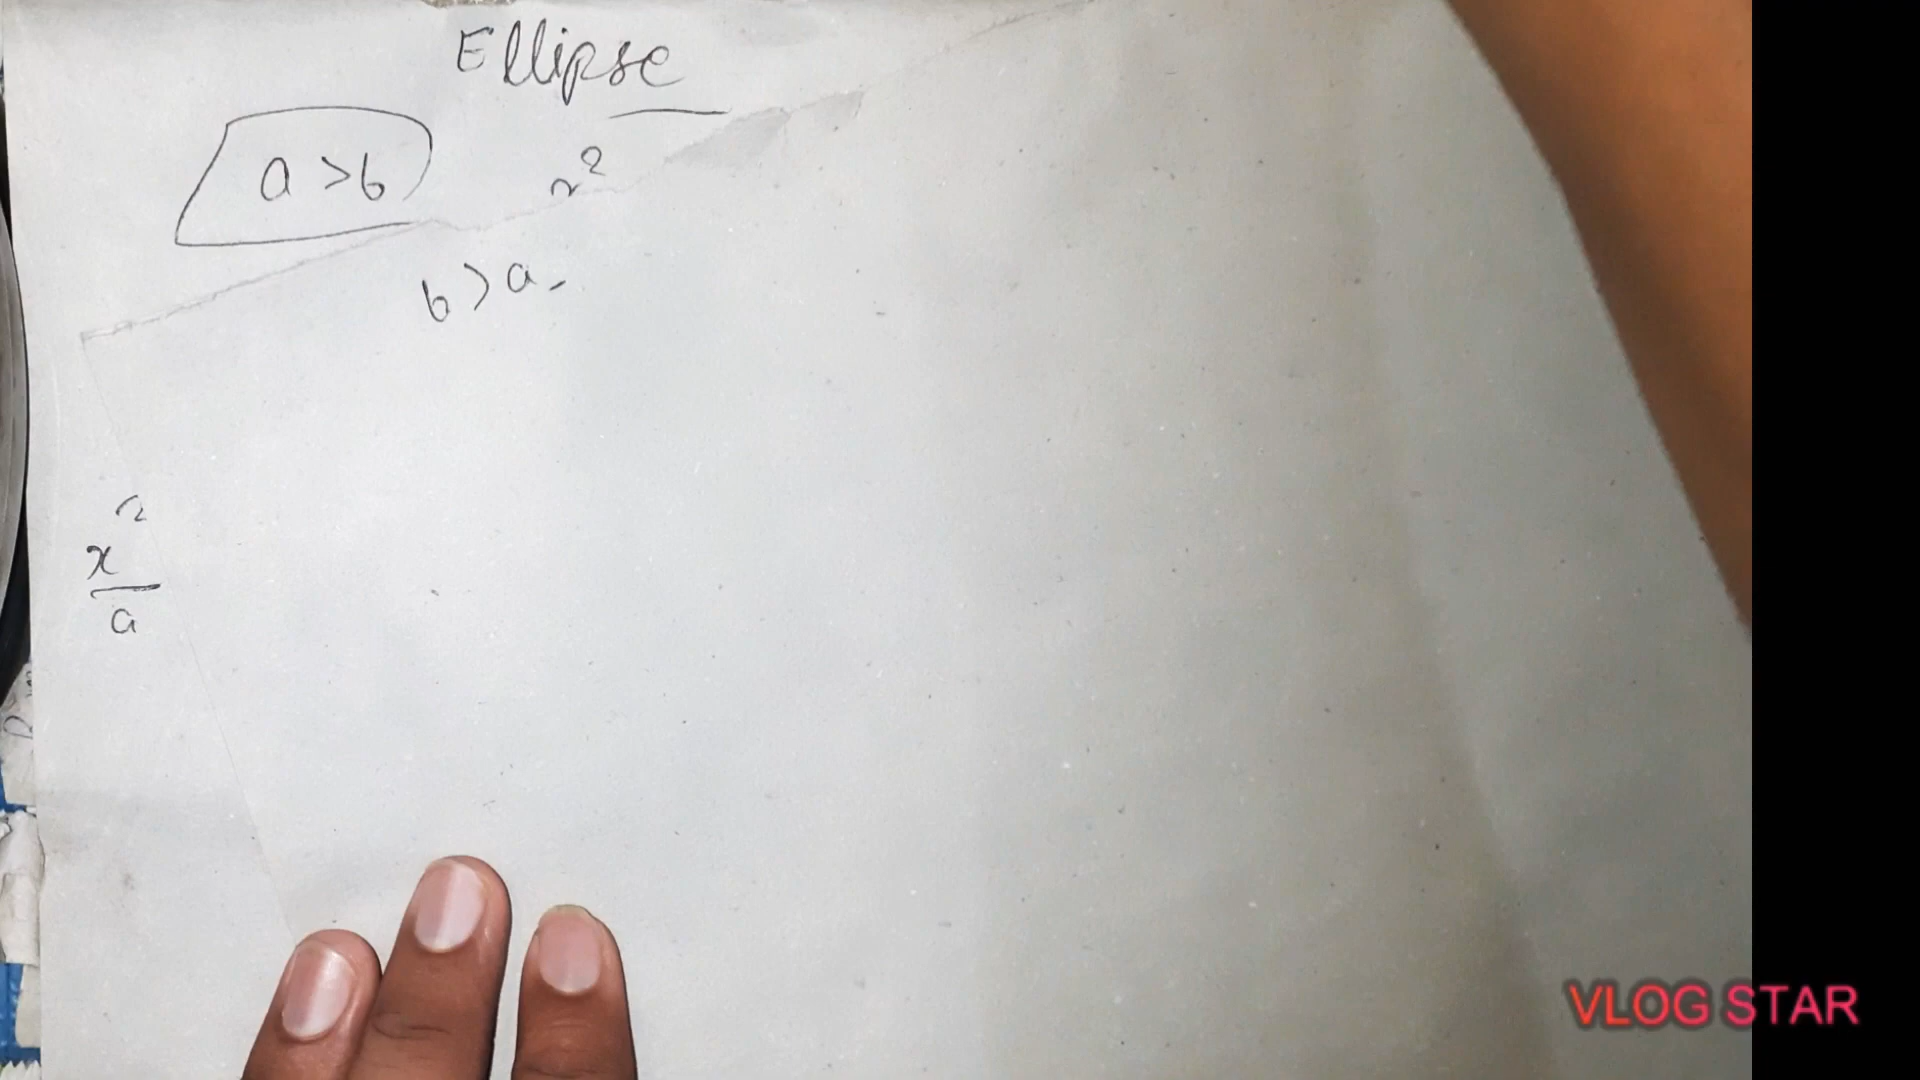 Ellipse
a > b
x²
b > a
x²
a
VLOG STAR